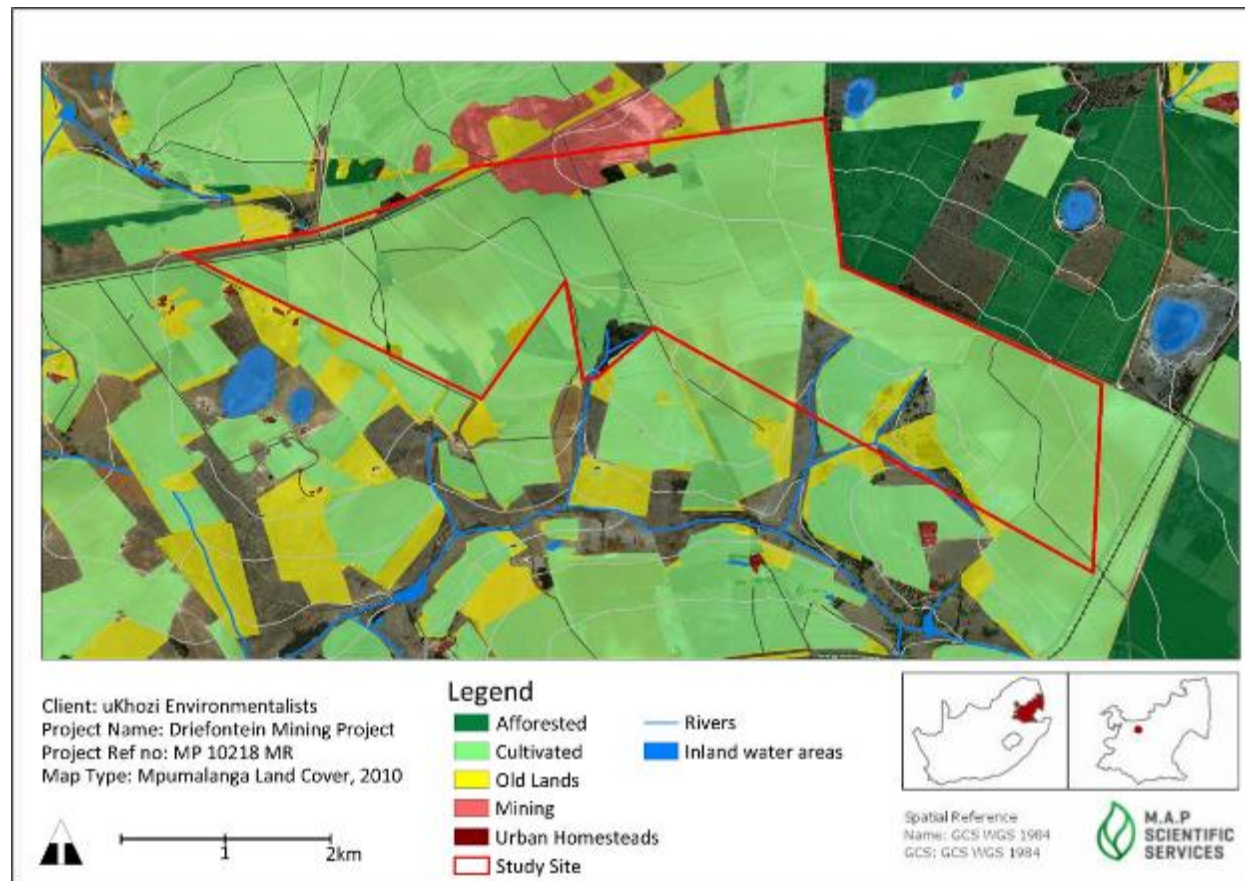 Client: uKhozi Environmentalists
Project Name: Driefontein Mining Project
Project Ref no: MP 10218 MR
Map Type: Mpumalanga Land Cover, 2010
1
2km
Legend
Afforested
Cultivated
Old Lands
Mining
Urban Homesteads
Study Site
Rivers
Inland water areas
Spatial Reference
Name: GCS WGS 1984
GCS: GCS WGS 1984
M.A.P
SCIENTIFIC
SERVICES